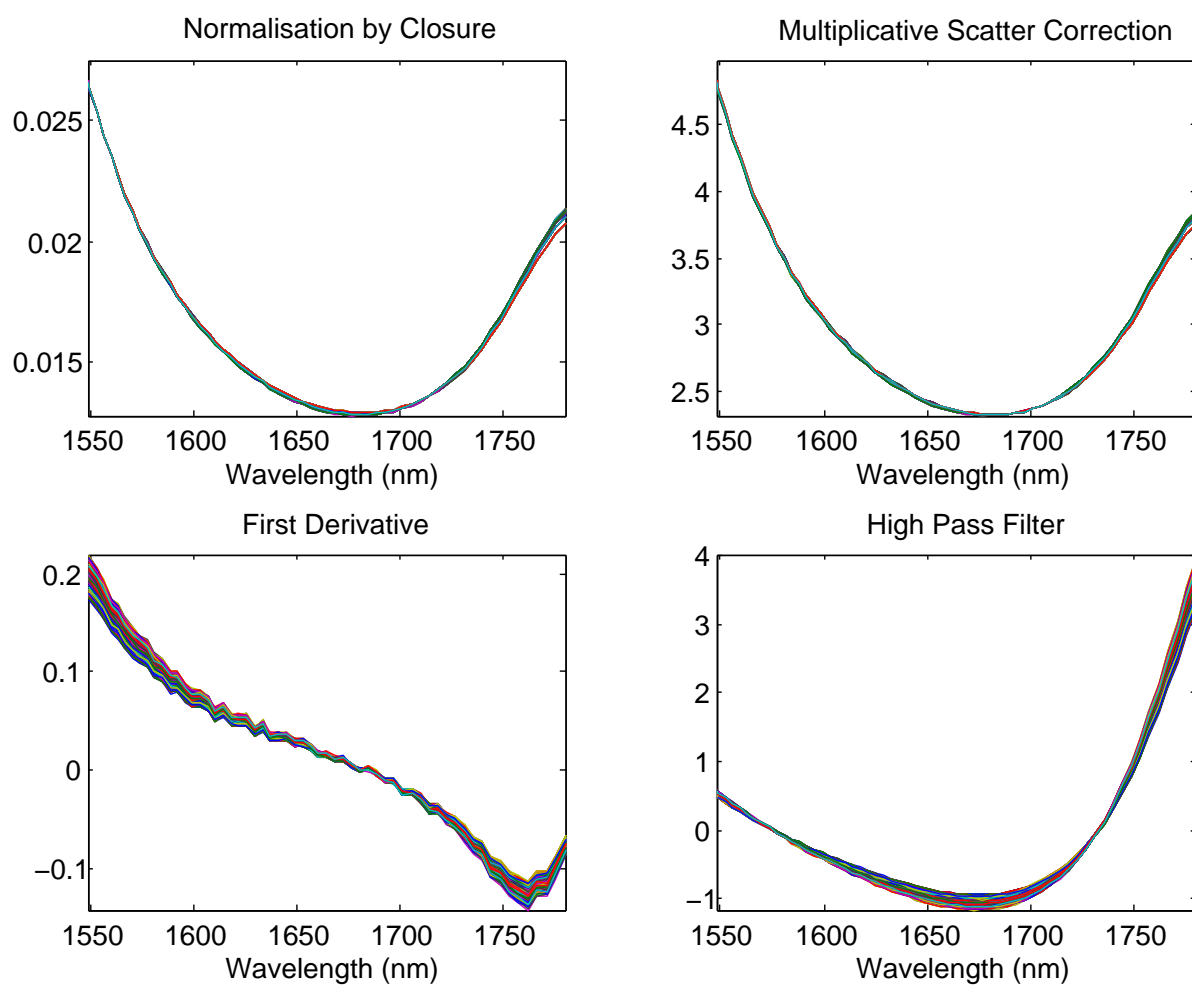 Normalisation by Closure
0.025
0.02
0.015
1550 1600 1650 1700 1750
Wavelength (nm)
Multiplicative Scatter Correction
4.5
4
3.5
3
2.5
1550 1600 1650 1700 1750
Wavelength (nm)
First Derivative
0.2
0.1
0
−0.1
1550 1600 1650 1700 1750
Wavelength (nm)
High Pass Filter
4
3
2
1
0
−1
1550 1600 1650 1700 1750
Wavelength (nm)